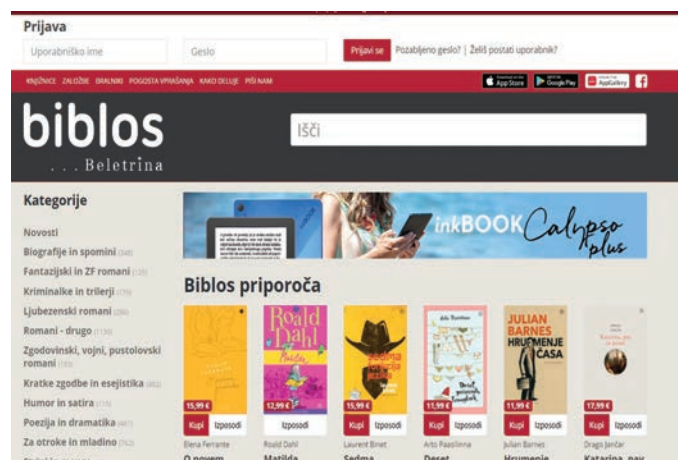 Prijava
Uporabniško ime
Geslo
Prijavi se
Pozabljeno geslo? | Želiš postati uporabnik?
KNJIŽNICE ZALOŽBE BRALNIKI POGOSTA VPRAŠANJA KAKO DELUJE PIŠI NAM
App Store
Google Play
AppGallery
biblos
... Beletrina
Išči
Kategorije
Novosti
Biografije in spomini
Fantazijski in ZF romani
Kriminalke in trilerji
Ljubezenski romani
Romani - drugo
Zgodovinski, vojni, pustolovski
romani
Kratke zgodbe in esejistika
Humor in satira
Poezija in dramatika
Za otroke in mladino
inkBOOK Calypso
plus
Biblos priporoča
Roald
Dahl
Matilda
15,99 €
12,99 €
Sedma
15,99 €
Arto Paasilinna
Deset
11,99 €
JULIAN
BARNES
HRUMENJE
ČASA
11,99 €
17,99 €
Kupi Izposodi
Izposodi
Kupi Izposodi
Kupi Izposodi
Kupi Izposodi
Kupi Izposodi
Elena Ferrante
Roald Dahl
Laurent Binet
Arto Paasilinna
Julian Barnes
Drago Jančar
O novem
Matilda
Sedma
Deset
Hrumenje
Katarina, pav